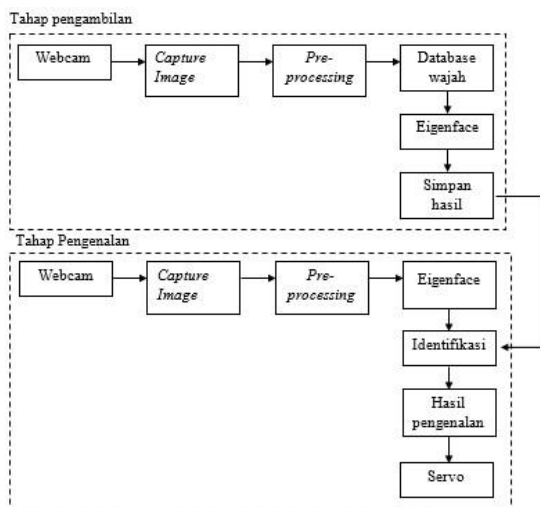 Tahap pengambilan
Webcam
Capture
Image
Pre-
processing
Database
wajah
Eigenface
Simpan
hasil
Tahap Pengenalan
Webcam
Capture
Image
Pre-
processing
Eigenface
Identifikasi
Hasil
pengenalan
Servo